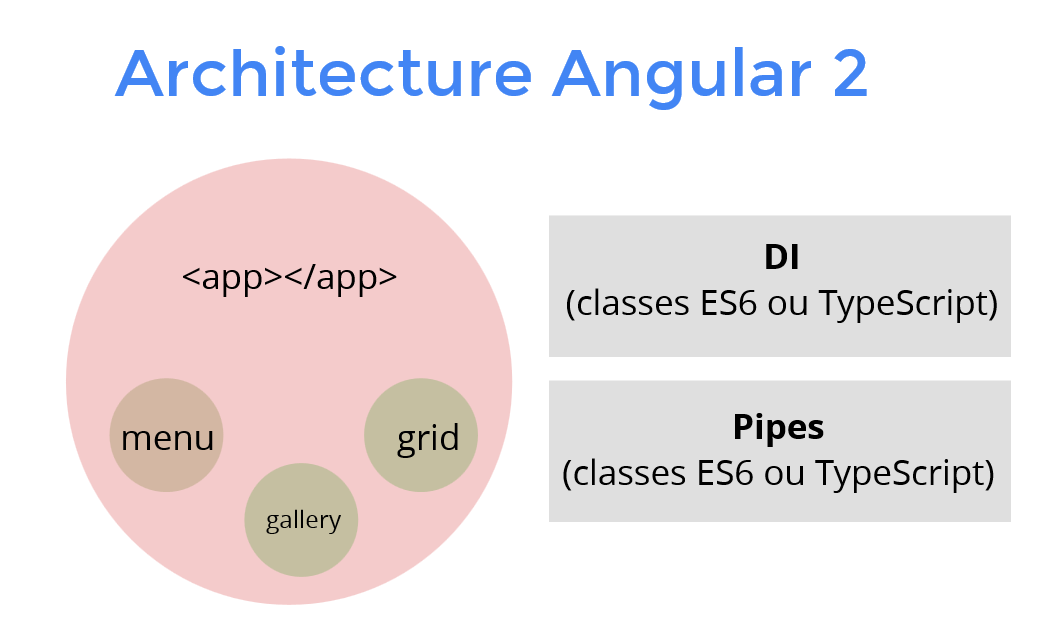 Architecture Angular 2
<app></app>
menu
grid
gallery
DI
(classes ES6 ou TypeScript)
Pipes
(classes ES6 ou TypeScript)